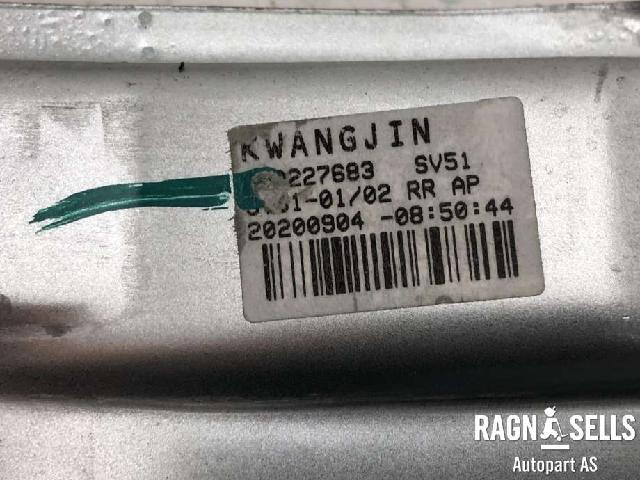 KWANGJIN
227683 SV51
01/02 RR AP
20200904 -08:50:44
RAGN SELLS
Autopart AS